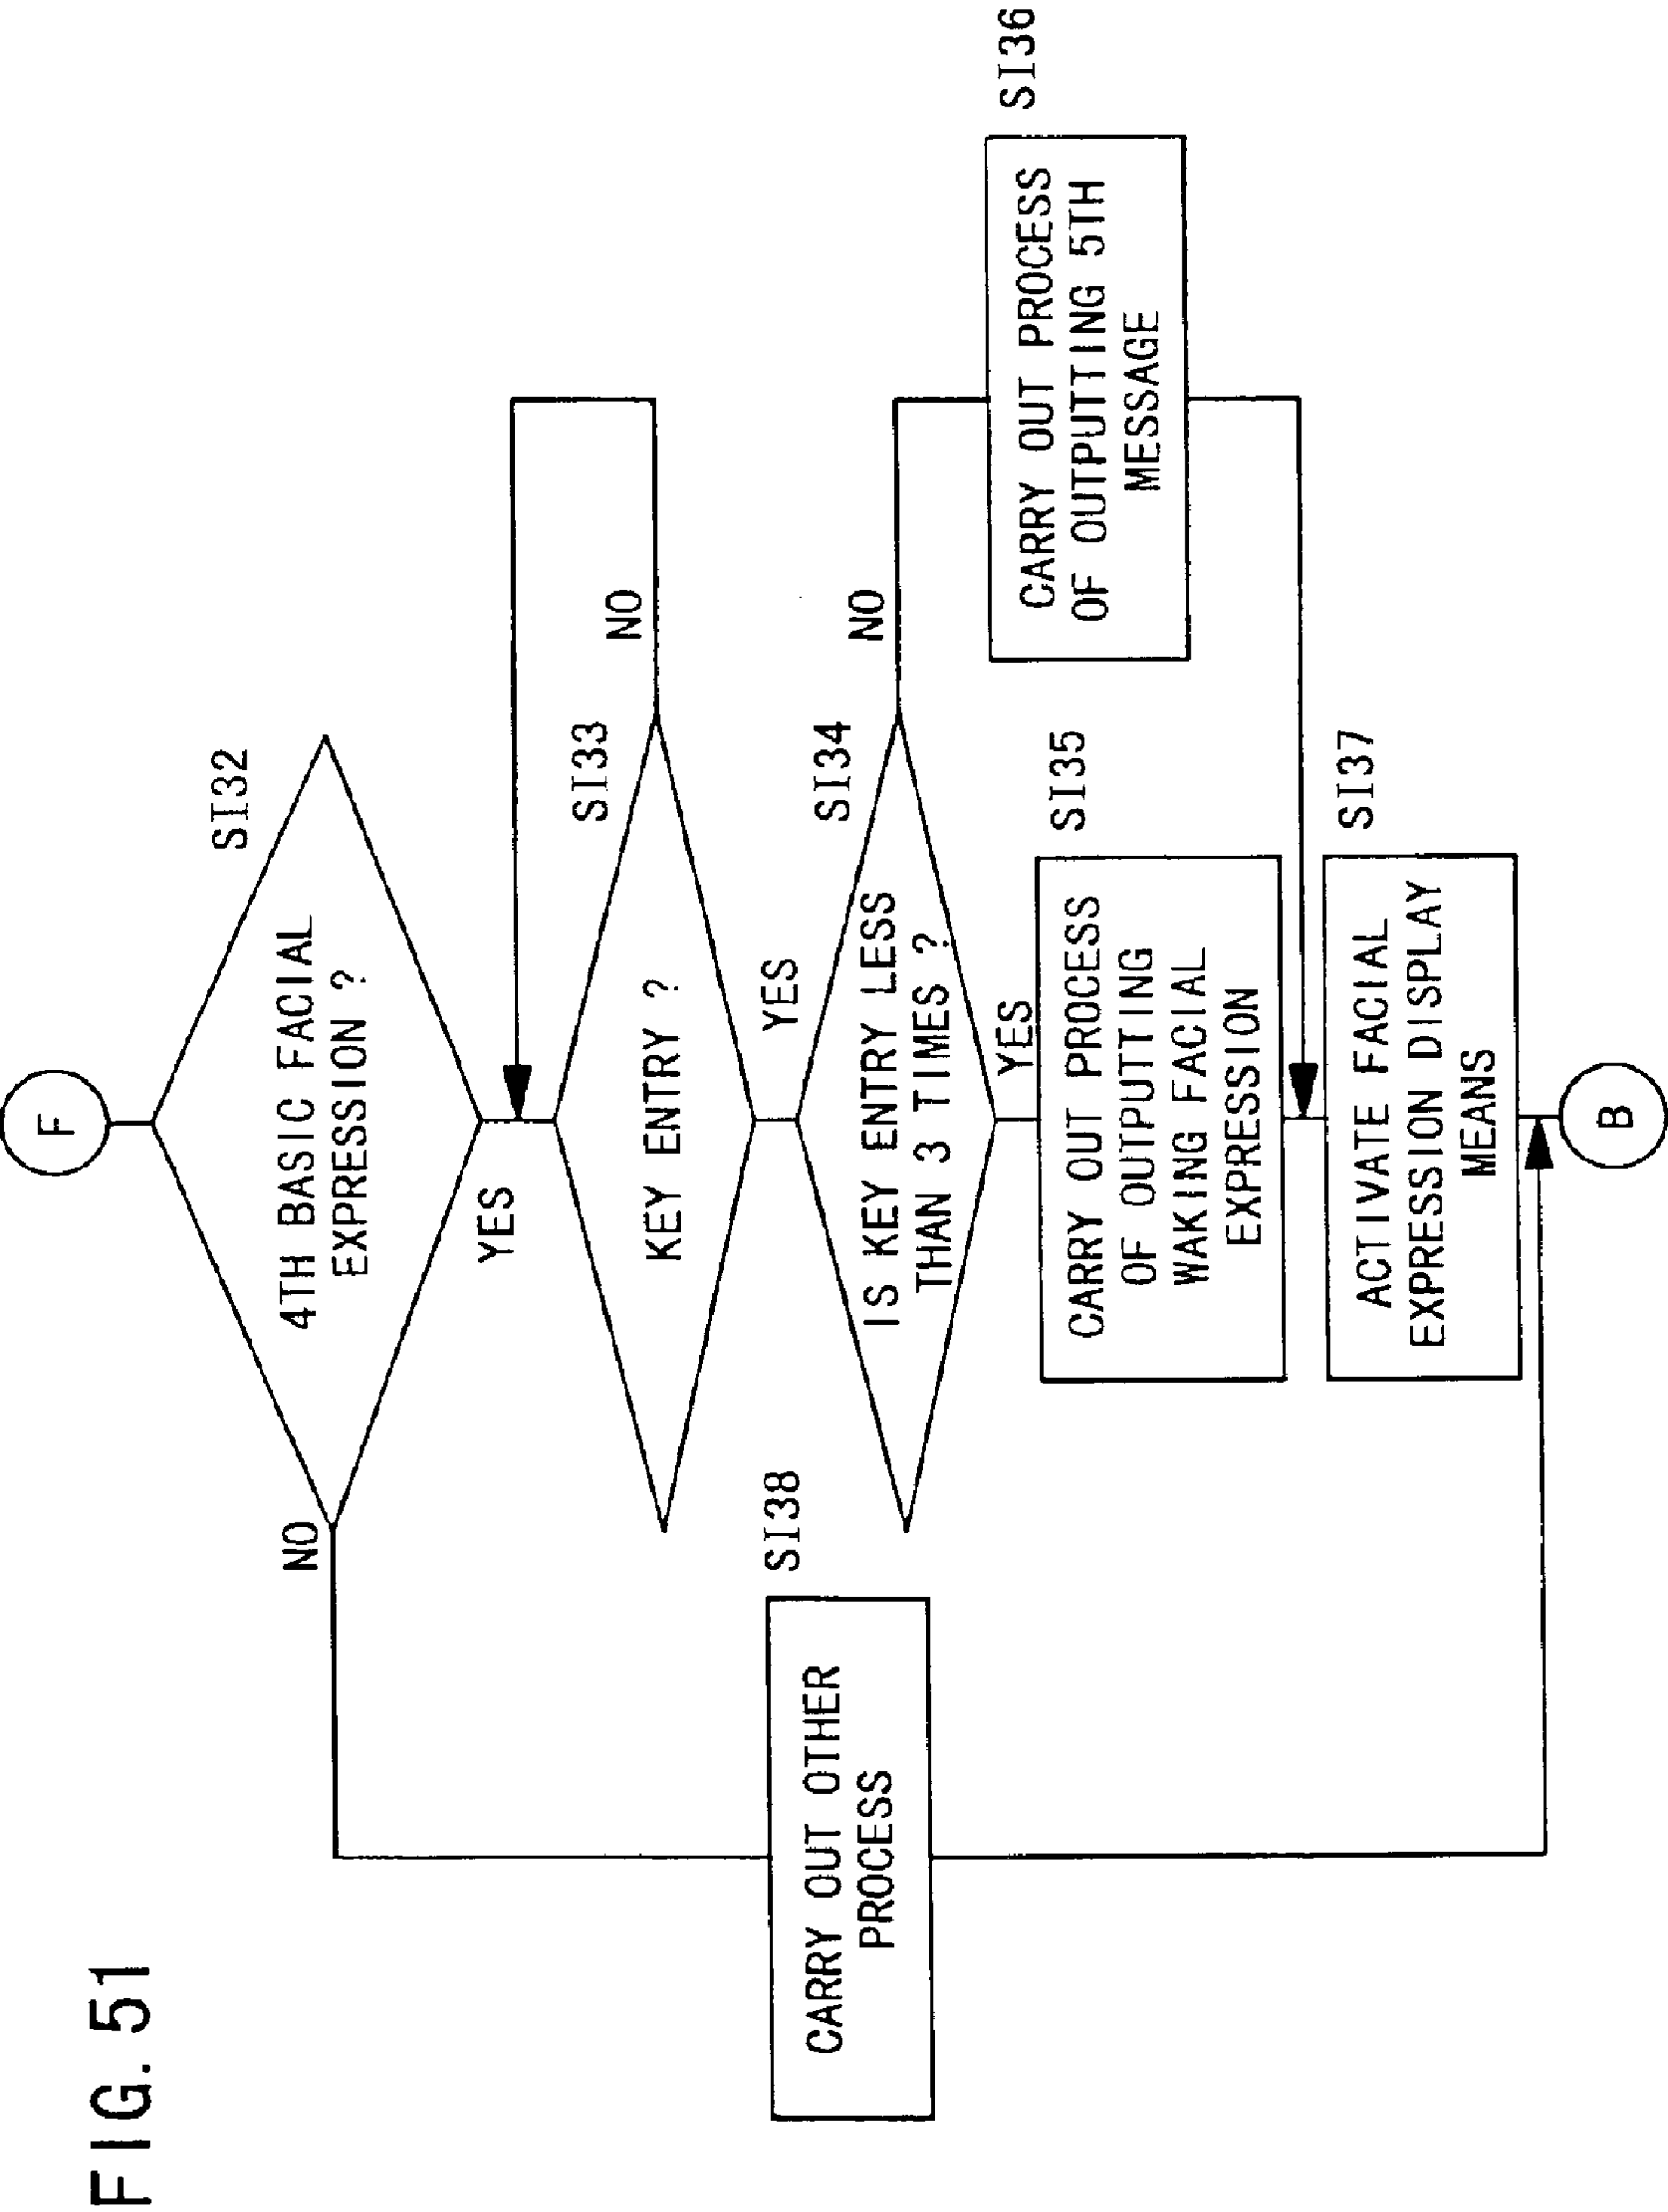 FIG. 51
F
SI32
4TH BASIC FACIAL
EXPRESSION ?
NO
YES
SI33
KEY ENTRY ?
NO
YES
SI34
IS KEY ENTRY LESS
THAN 3 TIMES ?
NO
YES
SI38
CARRY OUT OTHER
PROCESS
SI35
CARRY OUT PROCESS
OF OUTPUTTING
WAKING FACIAL
EXPRESSION
SI36
CARRY OUT PROCESS
OF OUTPUTTING 5TH
MESSAGE
SI37
ACTIVATE FACIAL
EXPRESSION DISPLAY
MEANS
B